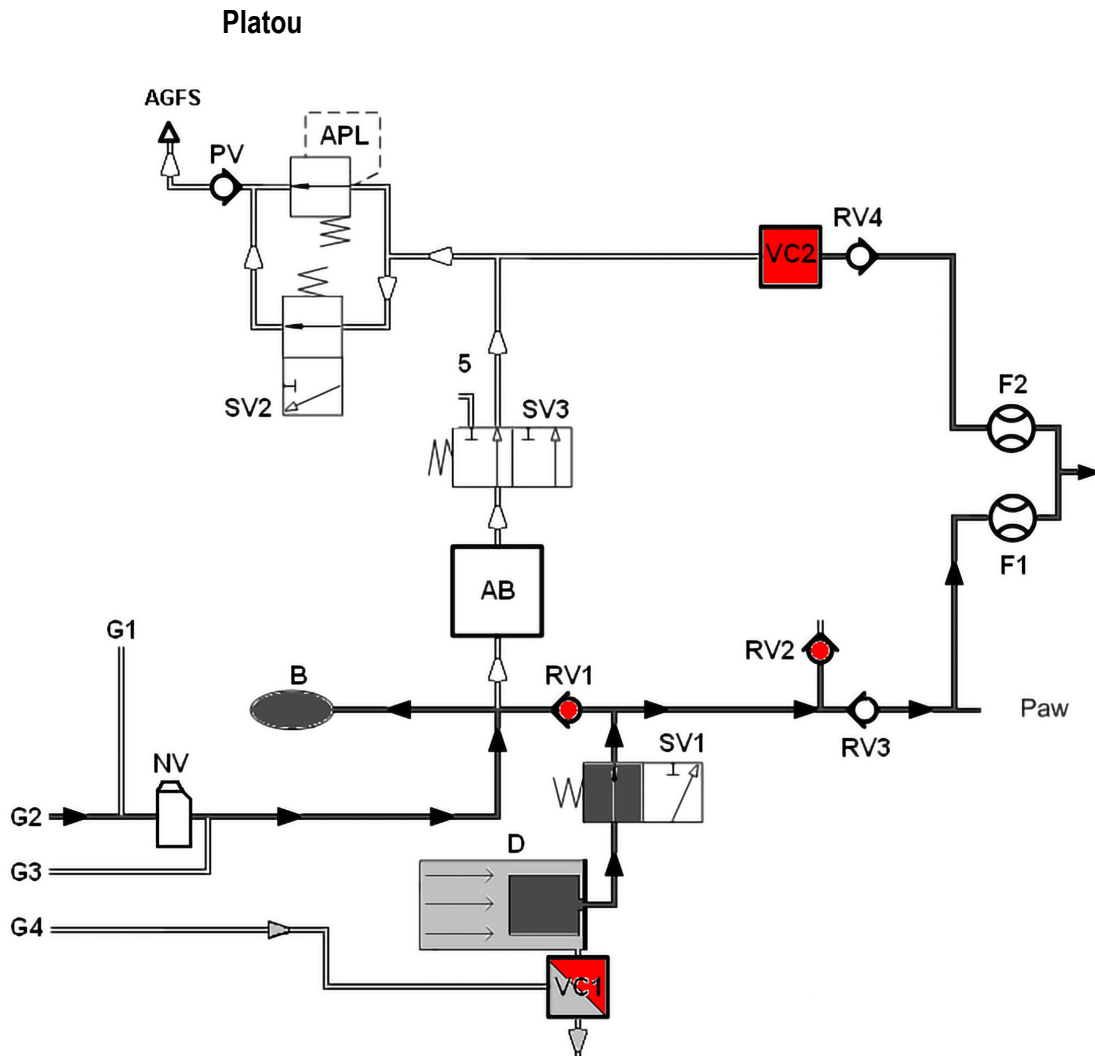 Platou
AGFS
APL
PV
RV4
VC2
5
F2
SV2
SV3
AB
F1
G1
B
RV1
RV2
Paw
RV3
NV
SV1
G2
D
G3
G4
VC1